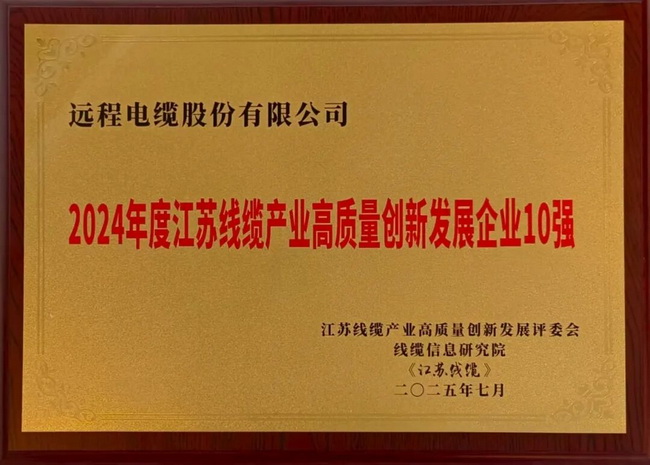 远程电缆股份有限公司
2024年度江苏线缆产业高质量创新发展企业10强
江苏线缆产业高质量创新发展评委会
线缆信息研究院
《江苏线缆》
二〇二五年七月